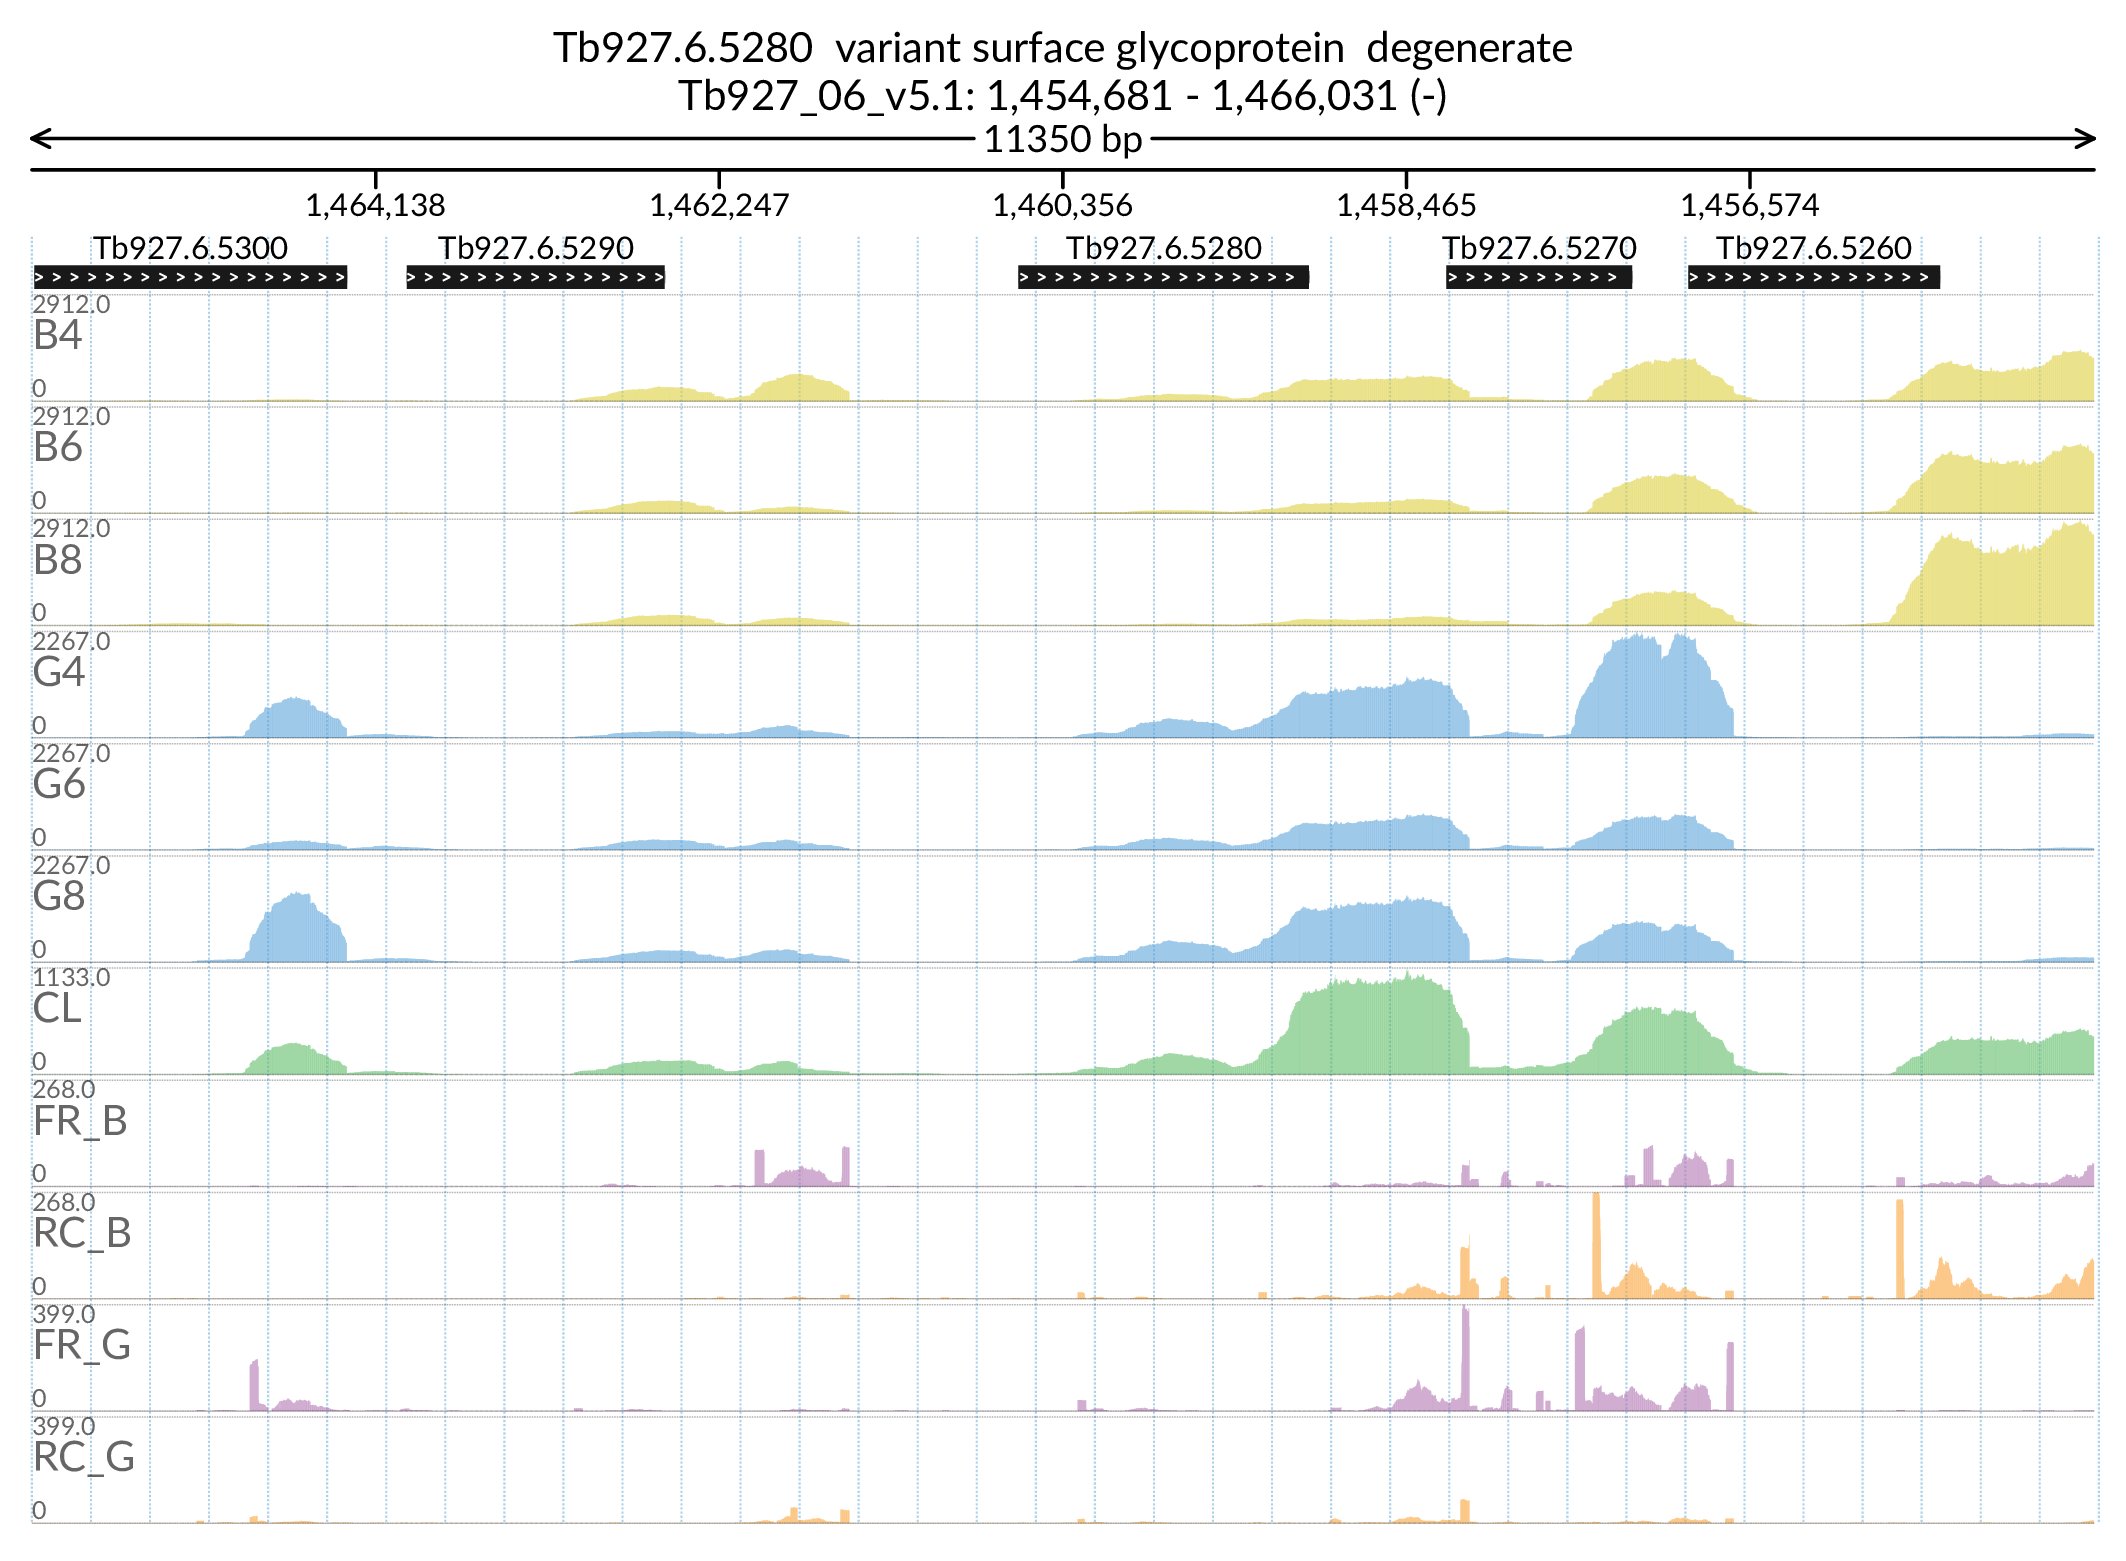 Tb927.6.5280  variant surface glycoprotein  degenerate
Tb927_06_v5.1: 1,454,681 - 1,466,031 (-)
11350 bp
1,464,138 1,462,247 1,460,356 1,458,465 1,456,574
Tb927.6.5300 Tb927.6.5290 Tb927.6.5280 Tb927.6.5270 Tb927.6.5260
2912.0
B4
0
2912.0
B6
0
2912.0
B8
0
2267.0
G4
0
2267.0
G6
0
2267.0
G8
0
1133.0
CL
0
268.0
FR_B
0
268.0
RC_B
0
399.0
FR_G
0
399.0
RC_G
0